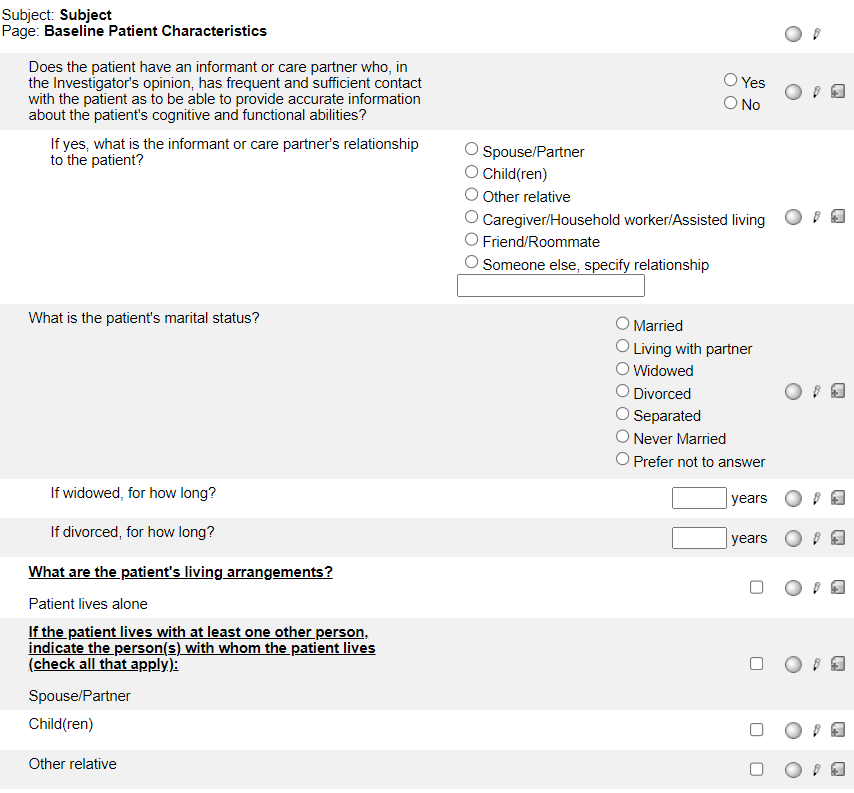 Subject: Subject
Page: Baseline Patient Characteristics
Does the patient have an informant or care partner who, in
the Investigator's opinion, has frequent and sufficient contact
with the patient as to be able to provide accurate information
about the patient's cognitive and functional abilities?
Yes
No
If yes, what is the informant or care partner's relationship
to the patient?
Spouse/Partner
Child(ren)
Other relative
Caregiver/Household worker/Assisted living
Friend/Roommate
Someone else, specify relationship
What is the patient's marital status?
Married
Living with partner
Widowed
Divorced
Separated
Never Married
Prefer not to answer
If widowed, for how long?
years
If divorced, for how long?
years
What are the patient's living arrangements?
Patient lives alone
If the patient lives with at least one other person,
indicate the person(s) with whom the patient lives
(check all that apply):
Spouse/Partner
Child(ren)
Other relative